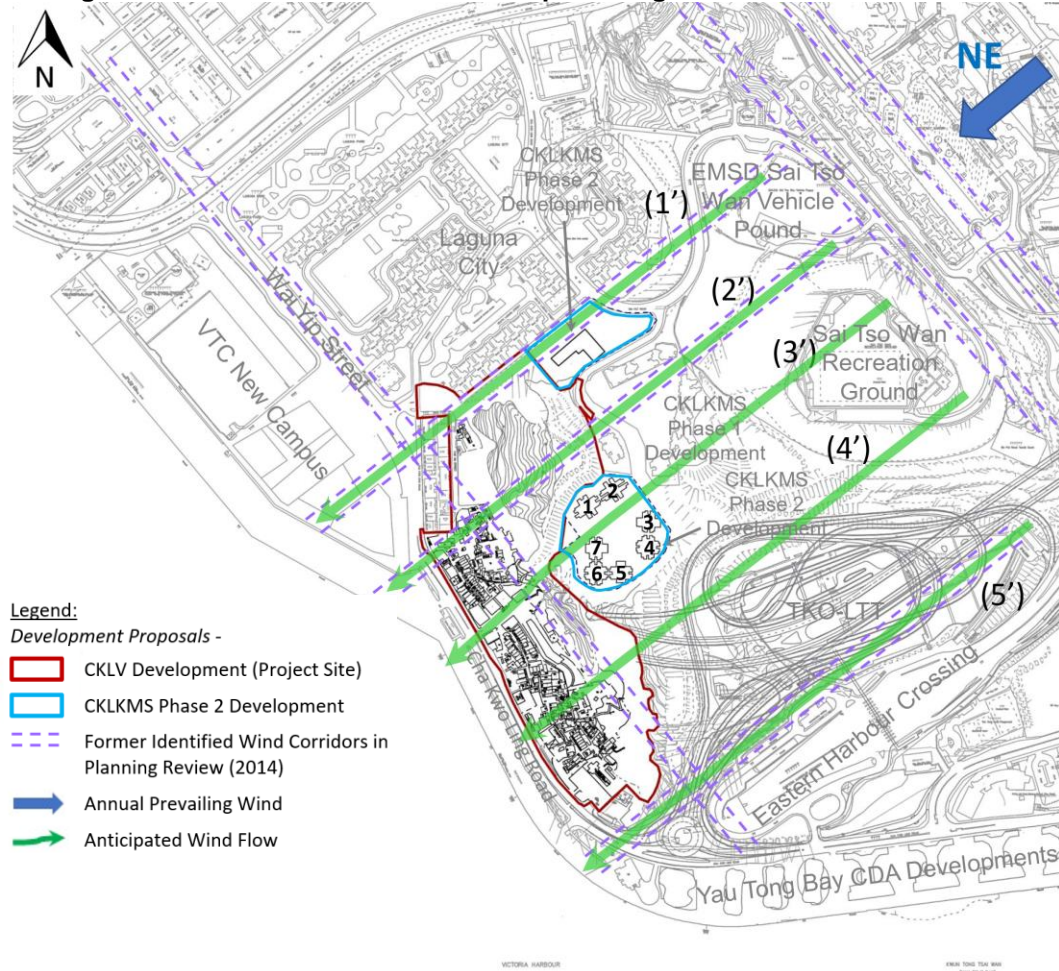 N
NE
CKLKMS
Phase 2
Development
EMSD Sai Tso
Wan Vehicle
Pound
(1')
Laguna
City
(2')
Wai Yip Street
VTC New Campus
(3')
Sai Tso Wan
Recreation
Ground
CKLKMS
Phase 1
Development
(4')
CKLKMS
Phase 2
Development
1
2
3
4
5
6
7
TKO-LTT
(5')
Eastern Harbour Crossing
Cha Kwo Ling Road
Yau Tong Bay CDA Developments
Legend:
Development Proposals -
CKLV Development (Project Site)
CKLKMS Phase 2 Development
Former Identified Wind Corridors in
Planning Review (2014)
Annual Prevailing Wind
Anticipated Wind Flow
VICTORIA HARBOUR